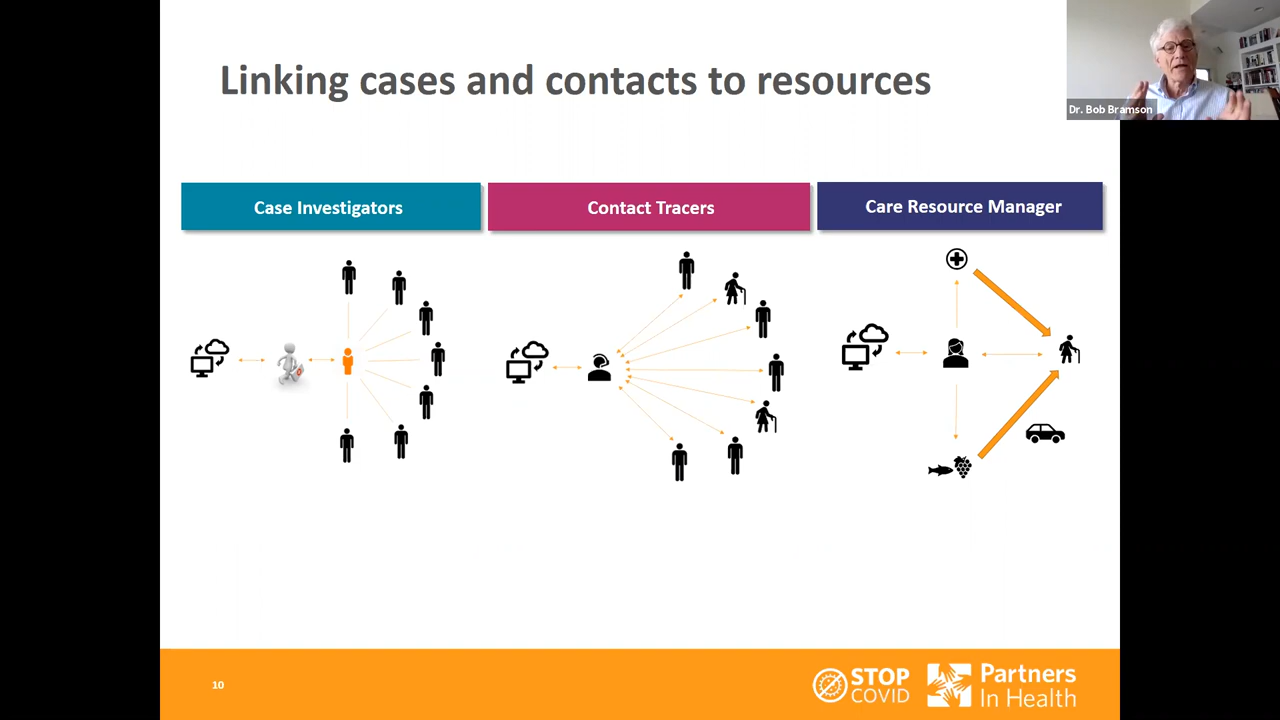 Linking cases and contacts to resources
Dr. Bob Bramson
Case Investigators
Contact Tracers
Care Resource Manager
10
STOP
COVID
Partners
In Health